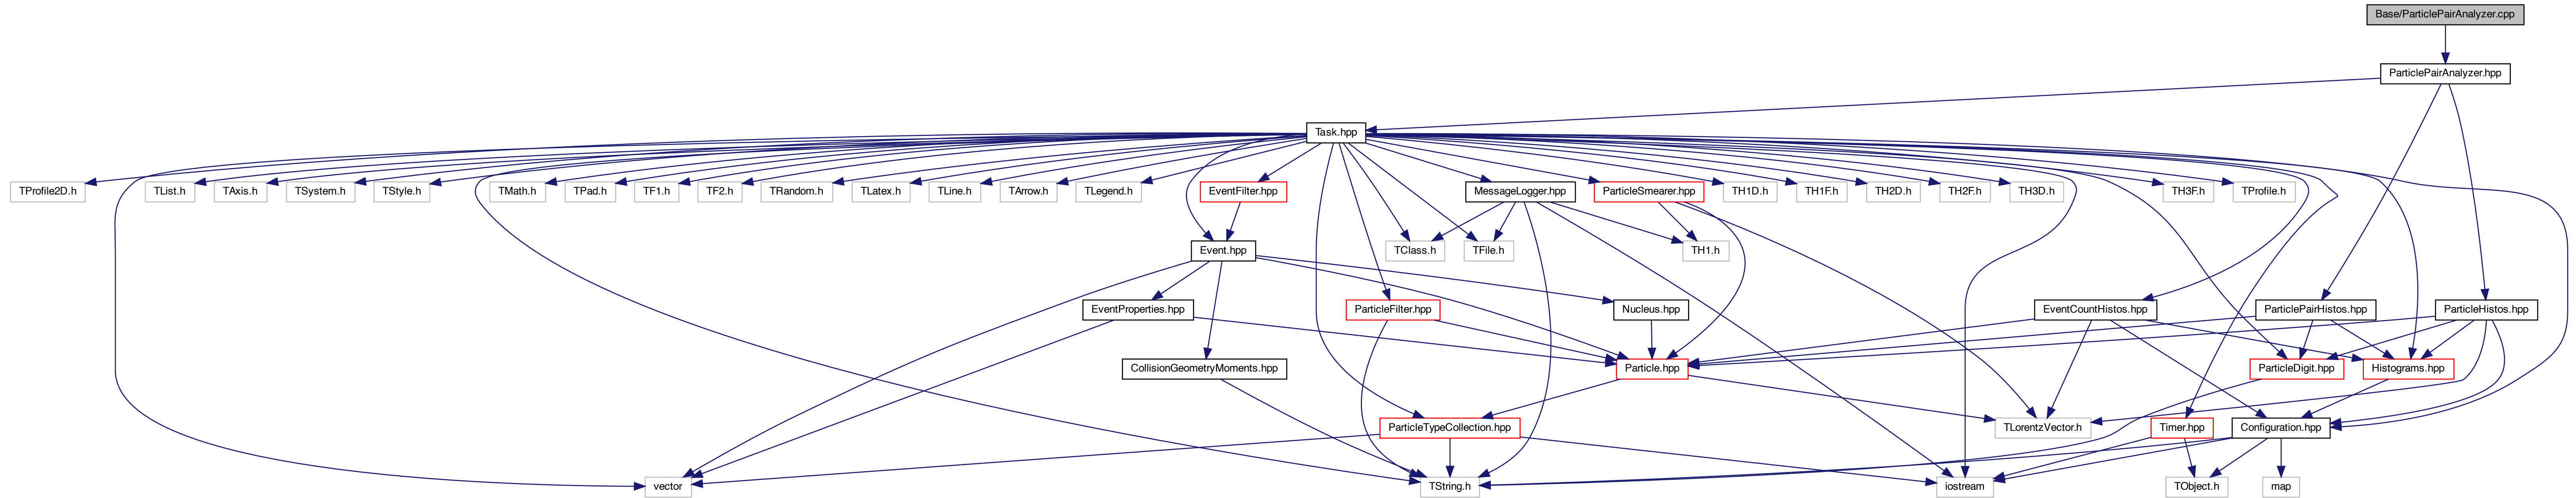 Base/ParticlePairAnalyzer.cpp
ParticlePairAnalyzer.hpp
Task.hpp
TProfile2D.h
TList.h
TAxis.h
TSystem.h
TStyle.h
TMath.h
TPad.h
TF1.h
TF2.h
TRandom.h
TLatex.h
TLine.h
TArrow.h
TLegend.h
EventFilter.hpp
MessageLogger.hpp
ParticleSmearer.hpp
TH1D.h
TH1F.h
TH2D.h
TH2F.h
TH3D.h
TH3F.h
TProfile.h
Event.hpp
TClass.h
TFile.h
TH1.h
EventProperties.hpp
ParticleFilter.hpp
Nucleus.hpp
EventCountHistos.hpp
ParticlePairHistos.hpp
ParticleHistos.hpp
CollisionGeometryMoments.hpp
Particle.hpp
ParticleDigit.hpp
Histograms.hpp
ParticleTypeCollection.hpp
TLorentzVector.h
Timer.hpp
Configuration.hpp
vector
TString.h
iostream
TObject.h
map